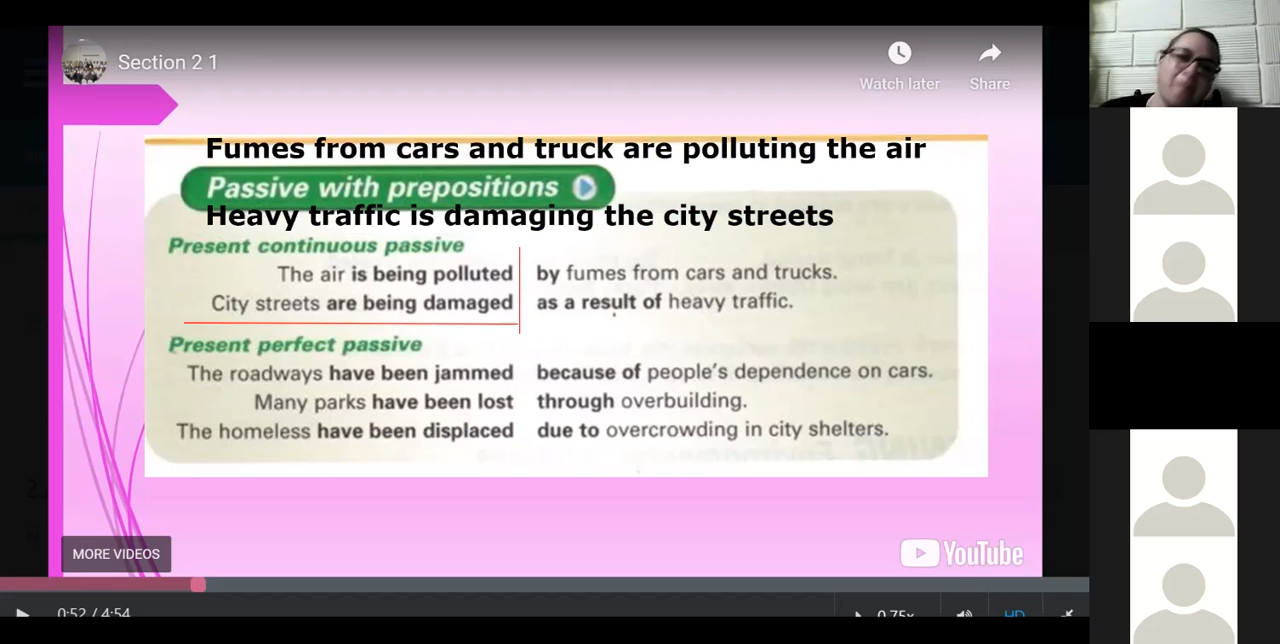 Section 2 1
Watch later
Share
Fumes from cars and truck are polluting the air
Passive with prepositions
Heavy traffic is damaging the city streets
Present continuous passive
The air is being polluted by fumes from cars and trucks.
City streets are being damaged as a result of heavy traffic.
Present perfect passive
The roadways have been jammed because of people's dependence on cars.
Many parks have been lost through overbuilding.
The homeless have been displaced due to overcrowding in city shelters.
MORE VIDEOS
YouTube
0:52 / 4:54
0.75x
HD